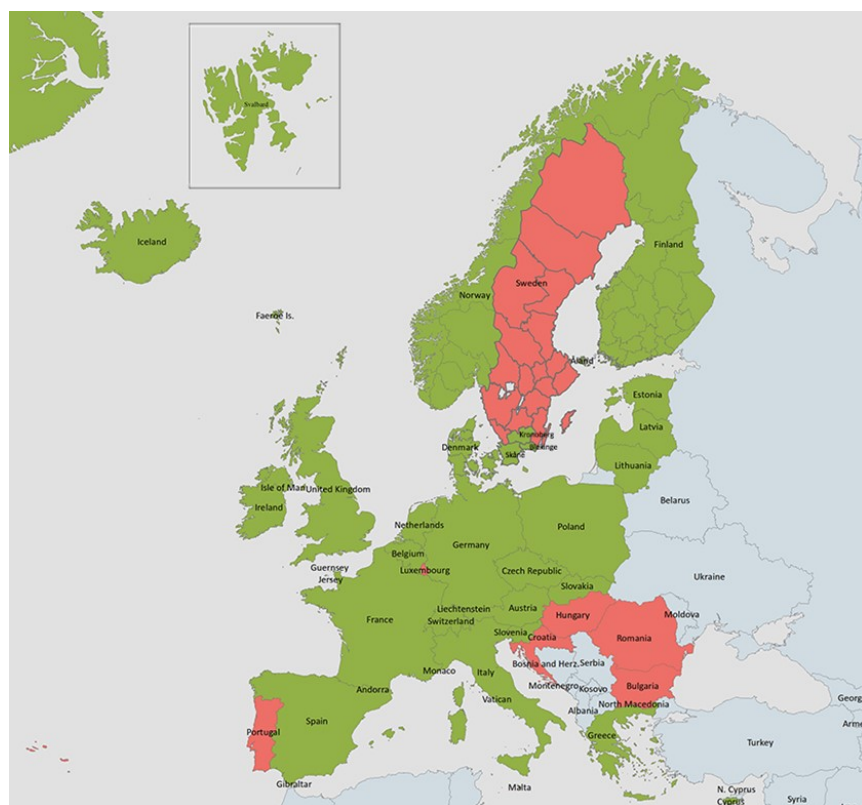 Svalbard
Iceland
Finland
Sweden
Norway
Faeroe Is.
Åland
Estonia
Kronoberg
Latvia
Denmark
Blekinge
Skåne
Lithuania
Isle of Man
United Kingdom
Belarus
Ireland
Netherlands
Poland
Germany
Belgium
Guernsey
Luxembourg
Czech Republic
Ukraine
Jersey
Slovakia
Liechtenstein
Austria
Moldova
France
Hungary
Switzerland
Slovenia
Croatia
Romania
Bosnia and Herz.
Serbia
Monaco
Italy
Andorra
Montenegro
Kosovo
Bulgaria
Vatican
North Macedonia
Georg
Albania
Spain
Portugal
Greece
Arme
Turkey
Gibraltar
Malta
N. Cyprus
Cyprus
Syria